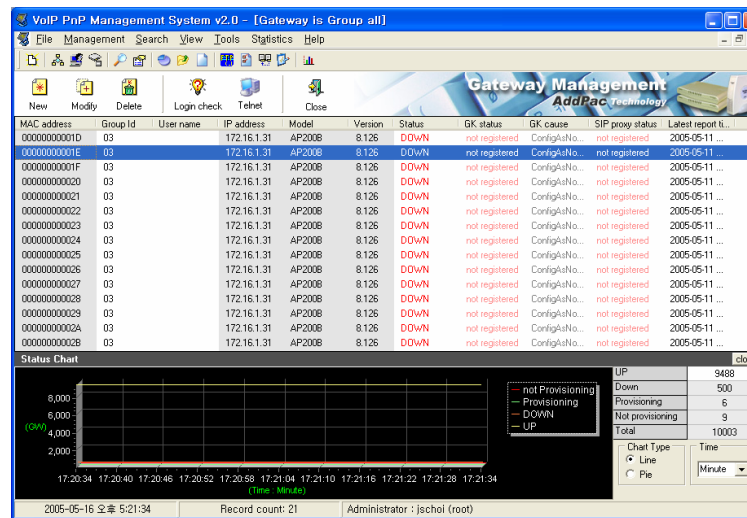 VoIP PnP Management System v2.0 - [Gateway is Group all]
File Management Search View Tools Statistics Help
New Modify Delete Login check Telnet Close
Gateway Management
AddPac Technology
MAC address Group Id User name IP address Model Version Status GK status GK cause SIP proxy status Latest report ti...
00000000001D 03 172.16.1.31 AP200B 8.126 DOWN not registered ConfigAsNo... not registered 2005-05-11 ...
00000000001E 03 172.16.1.31 AP200B 8.126 DOWN not registered ConfigAsNo... not registered 2005-05-11 ...
00000000001F 03 172.16.1.31 AP200B 8.126 DOWN not registered ConfigAsNo... not registered 2005-05-11 ...
000000000020 03 172.16.1.31 AP200B 8.126 DOWN not registered ConfigAsNo... not registered 2005-05-11 ...
000000000021 03 172.16.1.31 AP200B 8.126 DOWN not registered ConfigAsNo... not registered 2005-05-11 ...
000000000022 03 172.16.1.31 AP200B 8.126 DOWN not registered ConfigAsNo... not registered 2005-05-11 ...
000000000023 03 172.16.1.31 AP200B 8.126 DOWN not registered ConfigAsNo... not registered 2005-05-11 ...
000000000024 03 172.16.1.31 AP200B 8.126 DOWN not registered ConfigAsNo... not registered 2005-05-11 ...
000000000025 03 172.16.1.31 AP200B 8.126 DOWN not registered ConfigAsNo... not registered 2005-05-11 ...
000000000026 03 172.16.1.31 AP200B 8.126 DOWN not registered ConfigAsNo... not registered 2005-05-11 ...
000000000027 03 172.16.1.31 AP200B 8.126 DOWN not registered ConfigAsNo... not registered 2005-05-11 ...
000000000028 03 172.16.1.31 AP200B 8.126 DOWN not registered ConfigAsNo... not registered 2005-05-11 ...
000000000029 03 172.16.1.31 AP200B 8.126 DOWN not registered ConfigAsNo... not registered 2005-05-11 ...
00000000002A 03 172.16.1.31 AP200B 8.126 DOWN not registered ConfigAsNo... not registered 2005-05-11 ...
00000000002B 03 172.16.1.31 AP200B 8.126 DOWN not registered ConfigAsNo... not registered 2005-05-11 ...
Status Chart clo
8,000
6,000
(GW) 4,000
2,000
17:20:34 17:20:40 17:20:46 17:20:52 17:20:58 17:21:04 17:21:10 17:21:16 17:21:22 17:21:28 17:21:34
(Time : Minute)
not Provisioning
Provisioning
DOWN
UP
UP 9488
Down 500
Provisioning 6
Not provisioning 9
Total 10003
Chart Type Time
Line
Pie
Minute
2005-05-16 오후 5:21:34 Record count: 21 Administrator : jschoi (root)